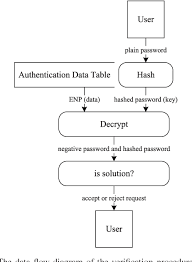 User
plain password
Authentication Data Table
Hash
ENP (data)
hashed password (key)
Decrypt
negative password and hashed password
is solution?
accept or reject request
User
The data flow diagram of the verification procedure